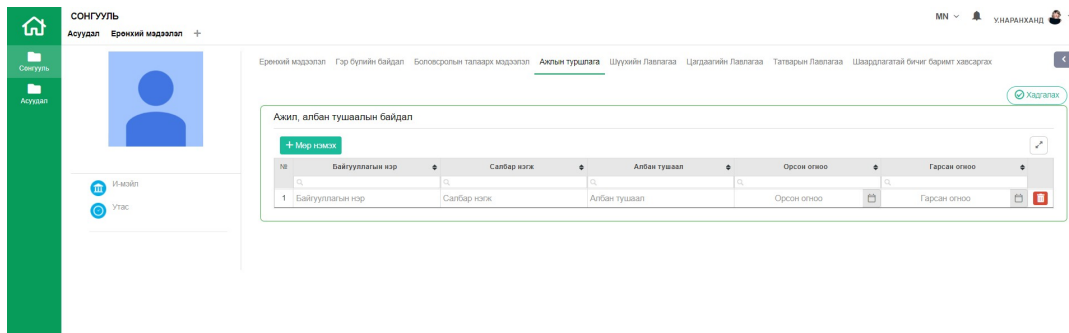 СОНГУУЛЬ
MN
У.НАРАНХАНД
Асуудал Ерөнхий мэдээлэл +
Сонгууль
Асуудал
Ерөнхий мэдээлэл Гэр бүлийн байдал Боловсролын талаарх мэдээлэл Ажлын туршлага Шүүхийн Лавлагаа Цагдаагийн Лавлагаа Татварын Лавлагаа Шаардлагатай бичиг баримт хавсаргах
Хадгалах
Ажил, албан тушаалын байдал
+ Мөр нэмэх
№ Байгууллагын нэр Салбар нэгж Албан тушаал Орсон огноо Гарсан огноо
1 Байгууллагын нэр Салбар нэгж Албан тушаал Орсон огноо Гарсан огноо
И-мэйл
Утас